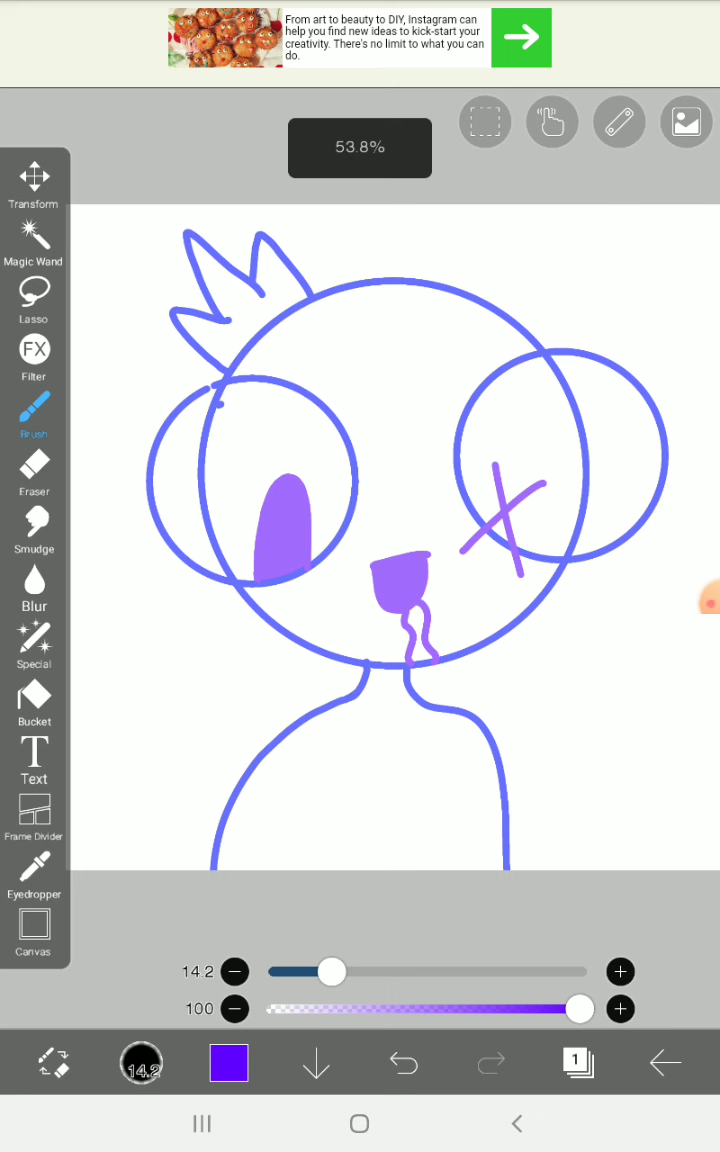 From art to beauty to DIY, Instagram can
help you find new ideas to kick-start your
creativity. There's no limit to what you can
do.
53.8%
Transform
Magic Wand
Lasso
FX
Filter
Brush
Eraser
Smudge
Blur
Special
Bucket
T
Text
Frame Divider
Eyedropper
Canvas
14.2
100
14.2
1